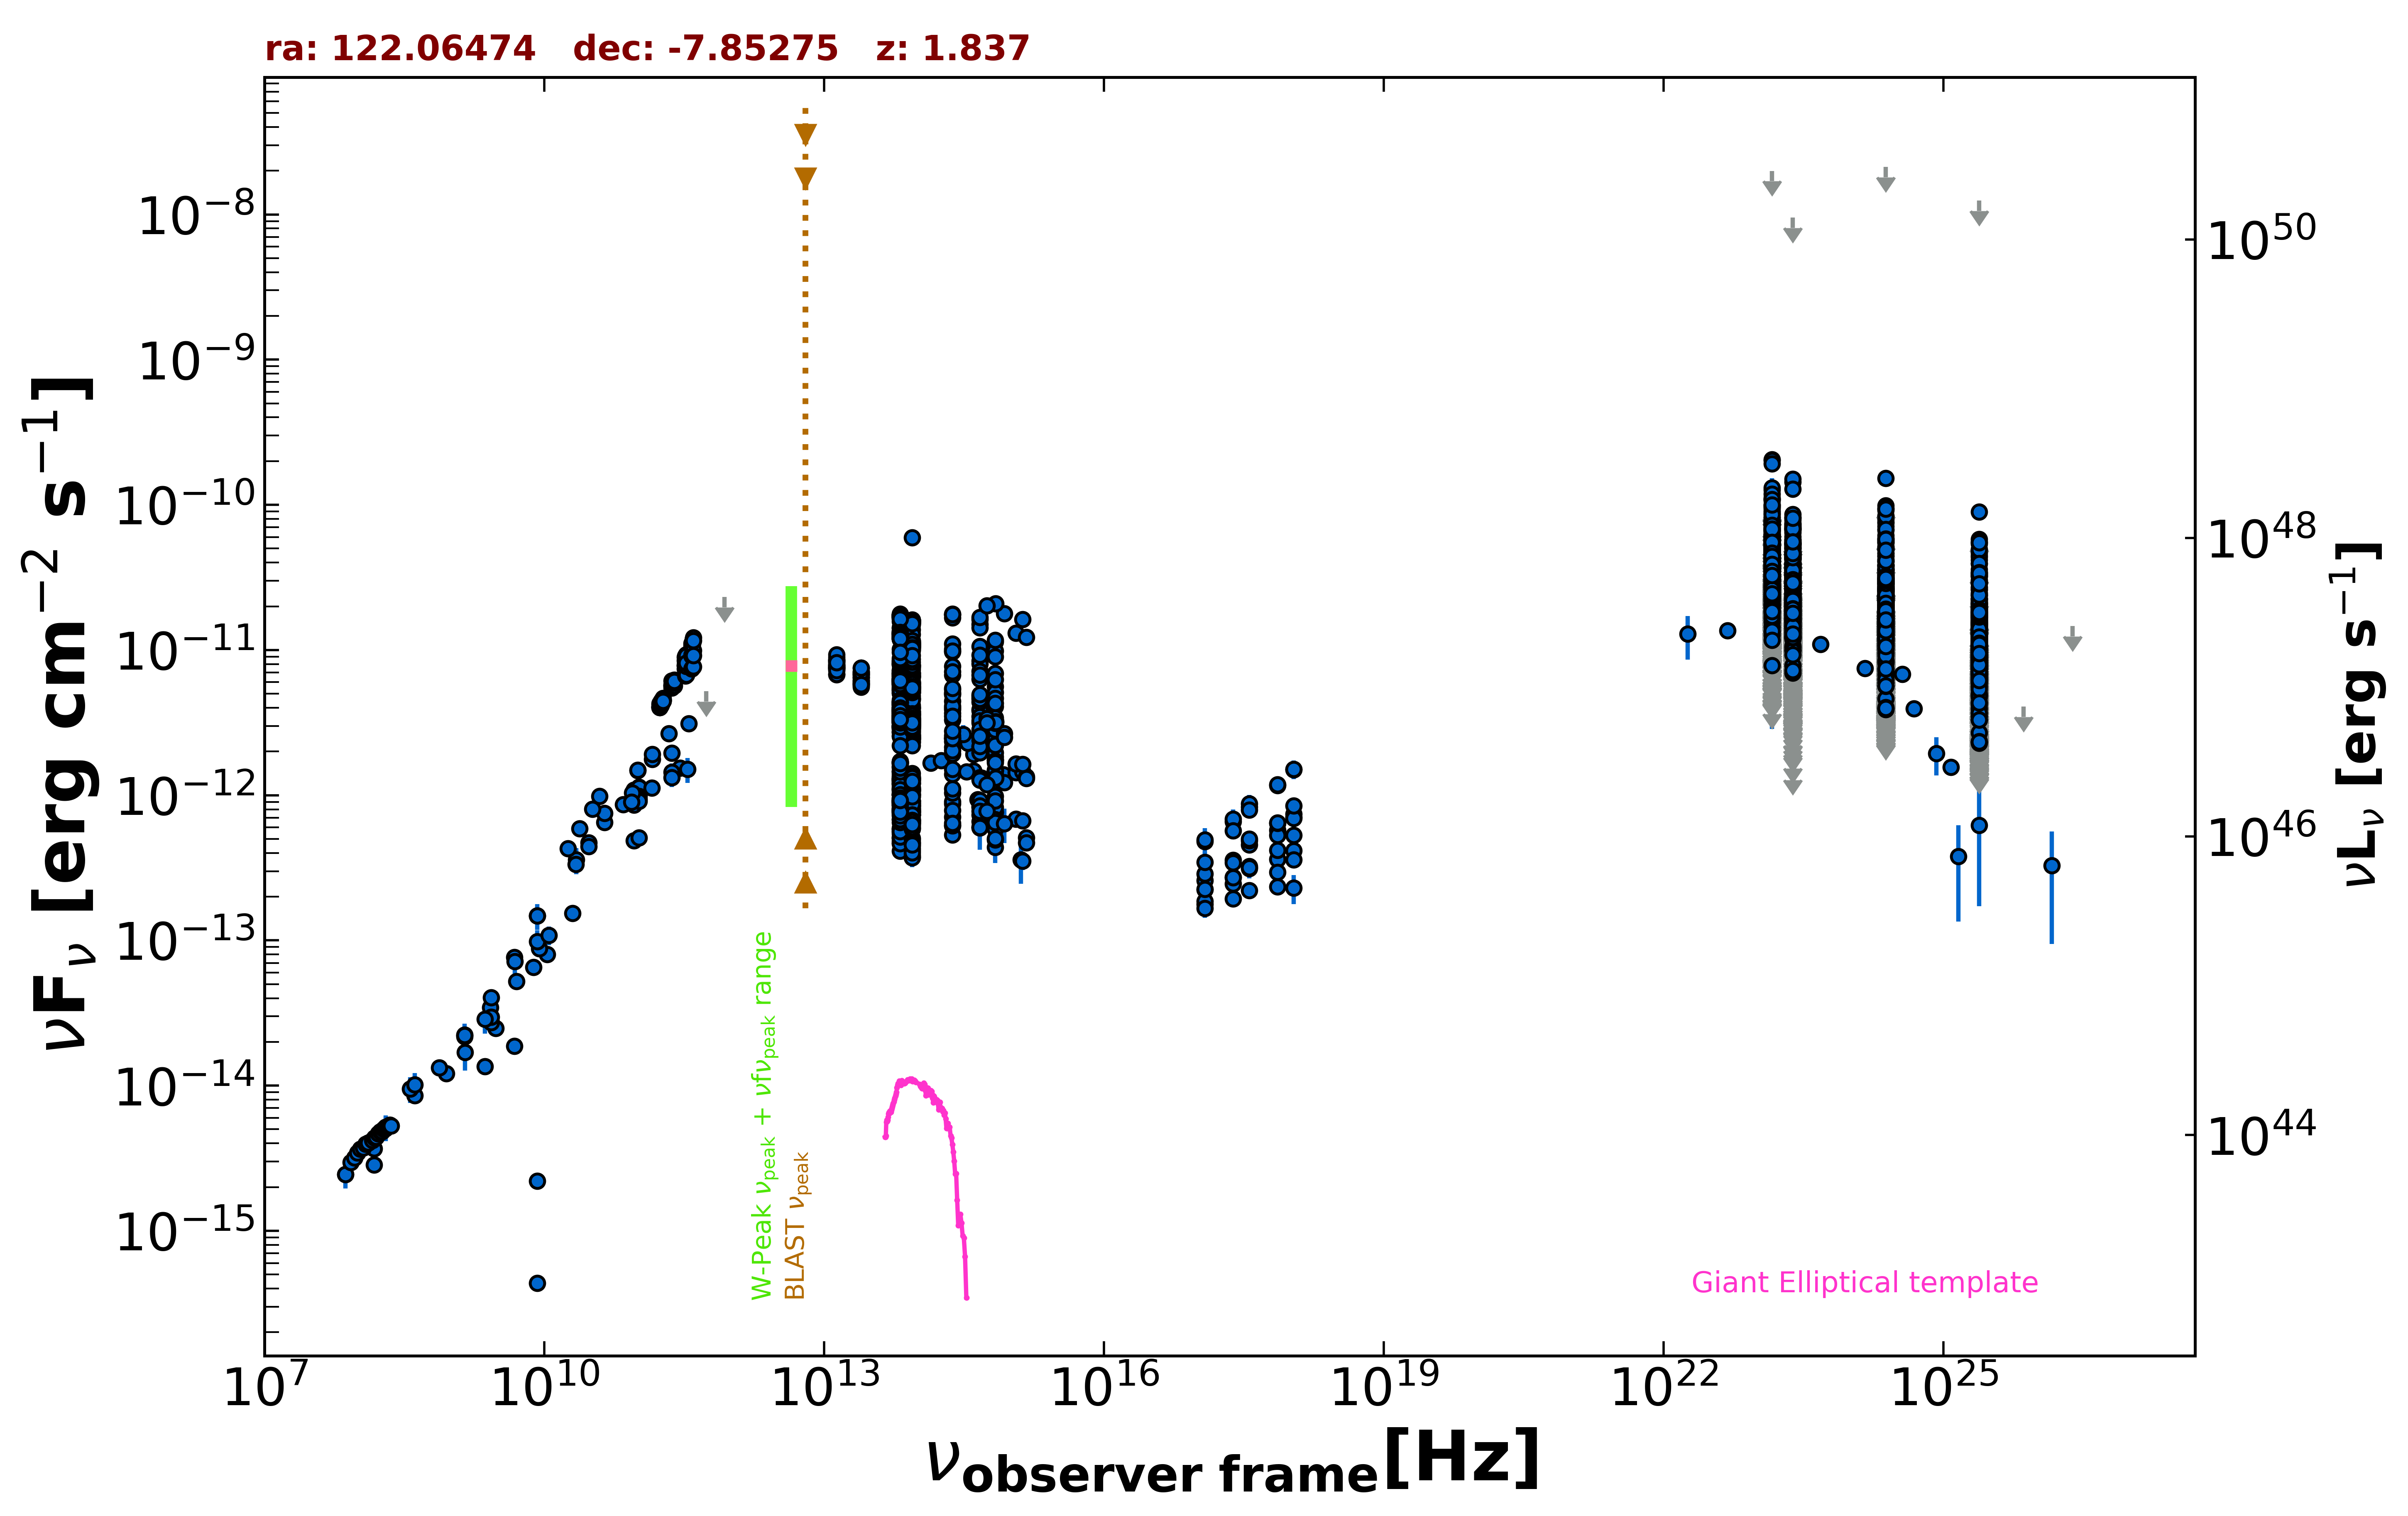 ra: 122.06474 dec: -7.85275 z: 1.837
νF_ν [erg cm⁻² s⁻¹]
10⁻⁸
10⁻⁹
10⁻¹⁰
10⁻¹¹
10⁻¹²
10⁻¹³
10⁻¹⁴
10⁻¹⁵
10⁵⁰
10⁴⁸
10⁴⁶
10⁴⁴
νL_ν [erg s⁻¹]
W-Peak ν_peak + νfν_peak range
BLAST ν_peak
Giant Elliptical template
10⁷ 10¹⁰ 10¹³ 10¹⁶ 10¹⁹ 10²² 10²⁵
ν_observer frame [Hz]